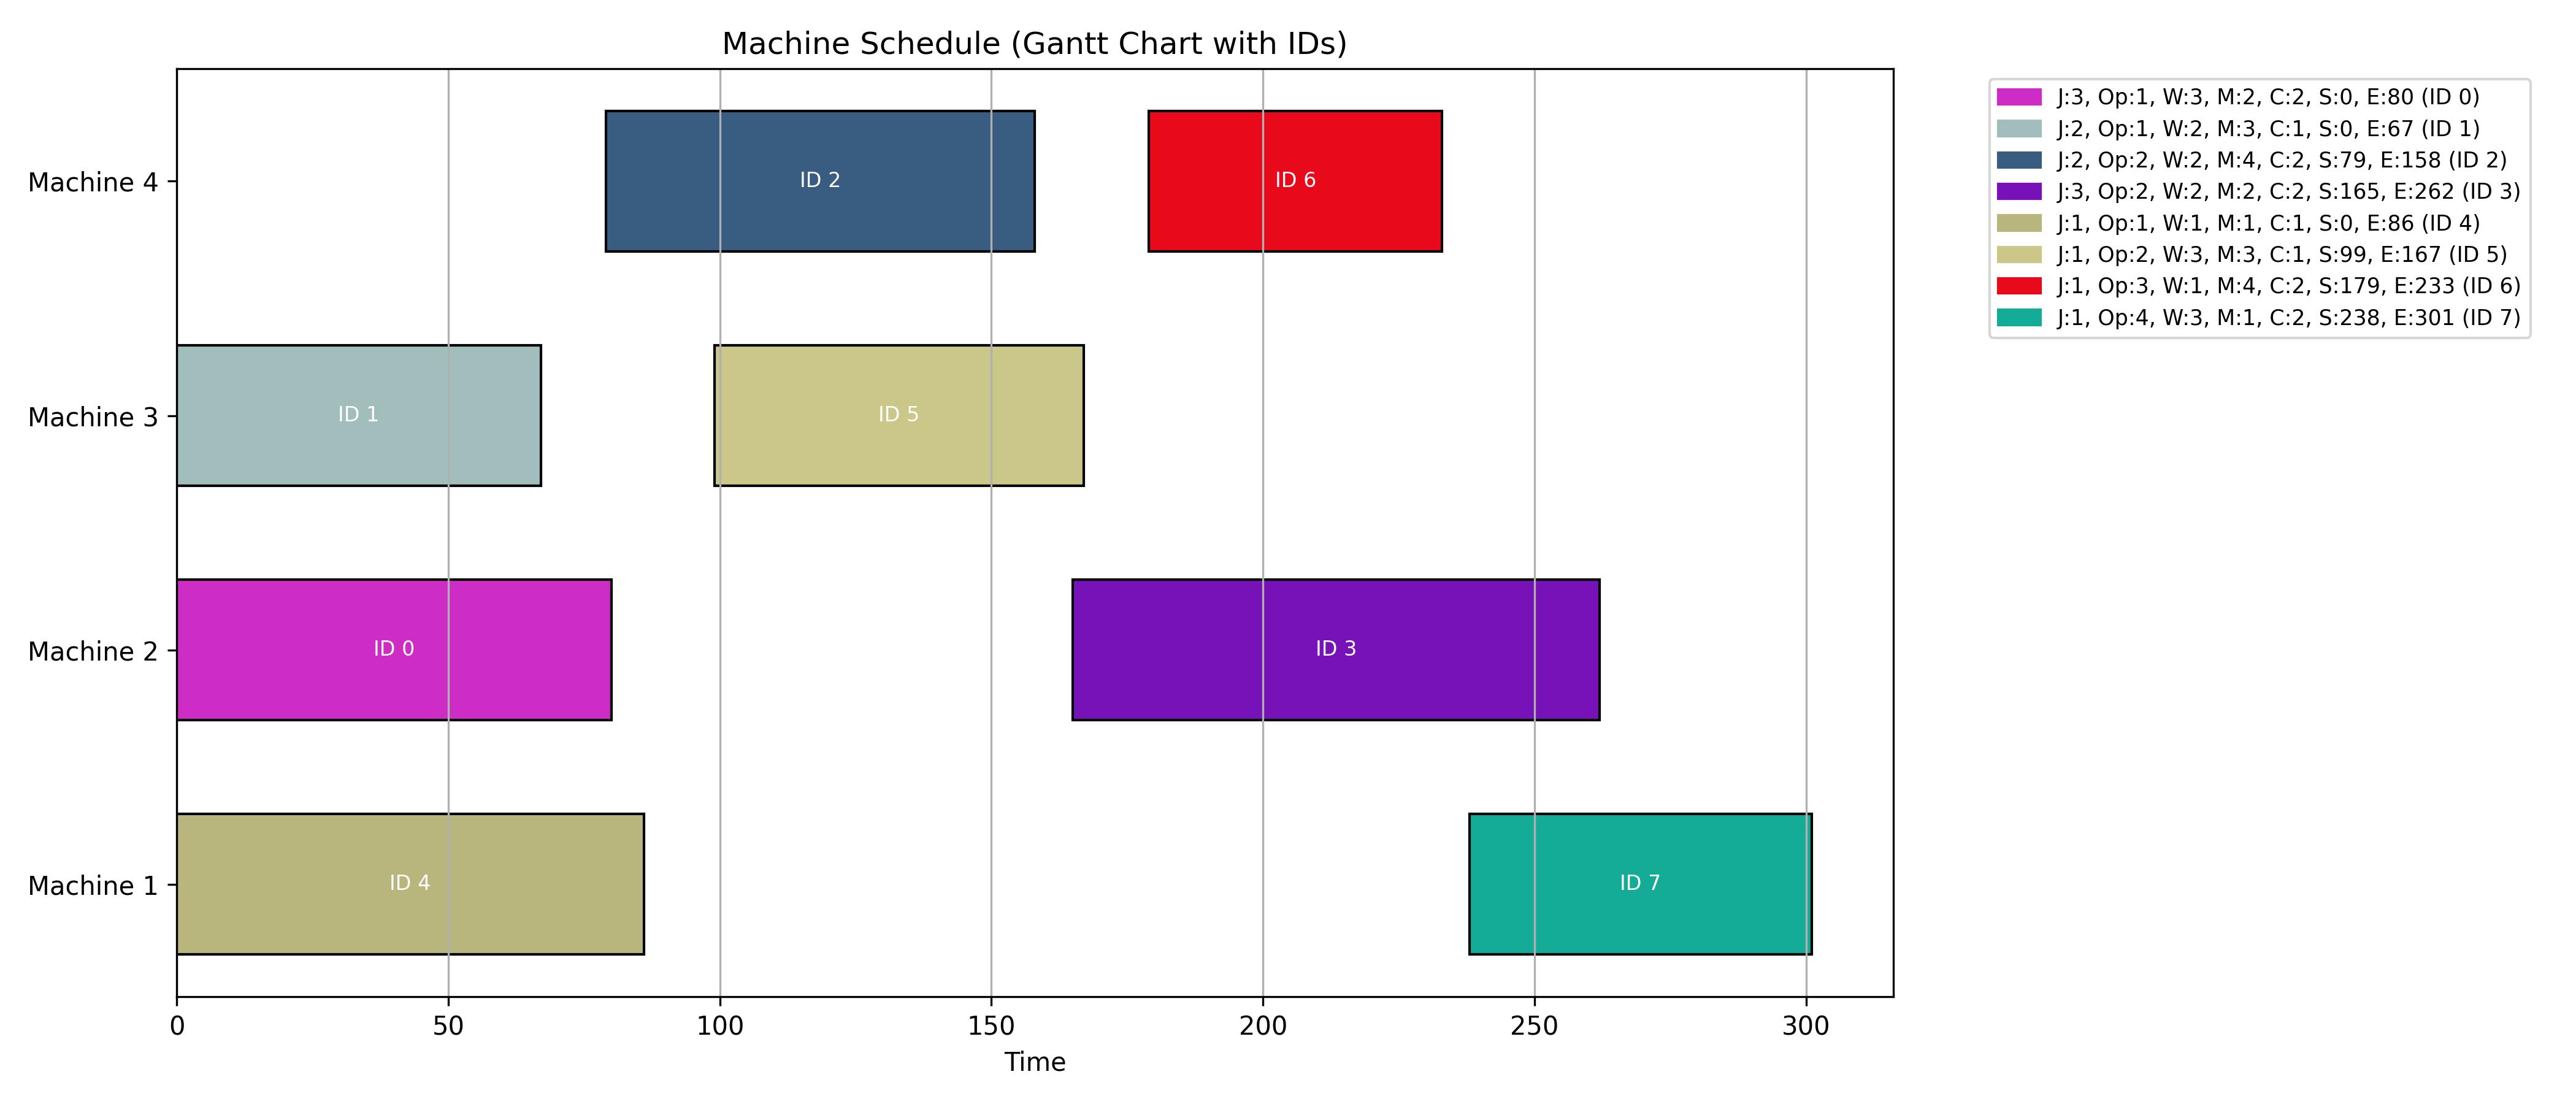 Machine Schedule (Gantt Chart with IDs)
Machine 4
Machine 3
Machine 2
Machine 1
ID 2
ID 6
ID 1
ID 5
ID 0
ID 3
ID 4
ID 7
0 50 100 150 200 250 300
Time
J:3, Op:1, W:3, M:2, C:2, S:0, E:80 (ID 0)
J:2, Op:1, W:2, M:3, C:1, S:0, E:67 (ID 1)
J:2, Op:2, W:2, M:4, C:2, S:79, E:158 (ID 2)
J:3, Op:2, W:2, M:2, C:2, S:165, E:262 (ID 3)
J:1, Op:1, W:1, M:1, C:1, S:0, E:86 (ID 4)
J:1, Op:2, W:3, M:3, C:1, S:99, E:167 (ID 5)
J:1, Op:3, W:1, M:4, C:2, S:179, E:233 (ID 6)
J:1, Op:4, W:3, M:1, C:2, S:238, E:301 (ID 7)